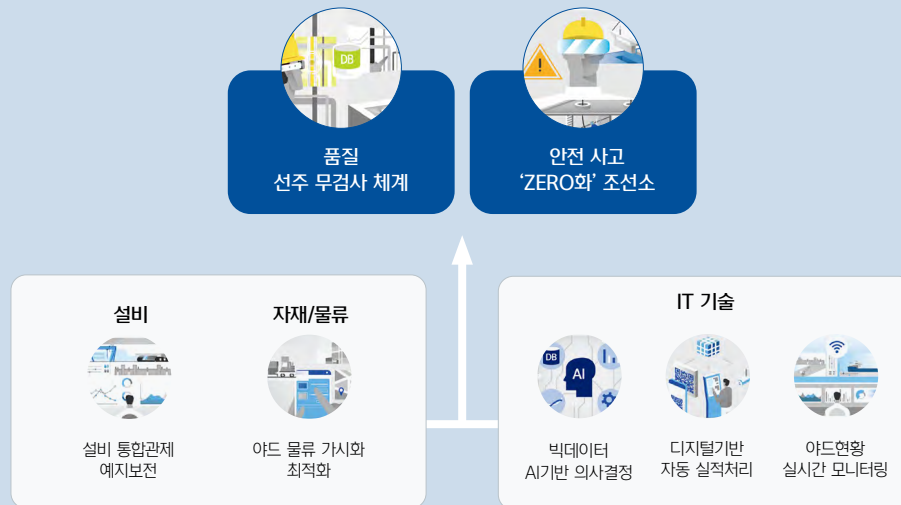 DB
품질
선주 무검사 체계
안전 사고
‘ZERO화’ 조선소
설비
설비 통합관제
예지보전
자재/물류
야드 물류 가시화
최적화
IT 기술
DB
AI
빅데이터
AI기반 의사결정
디지털기반
자동 실적처리
야드현황
실시간 모니터링